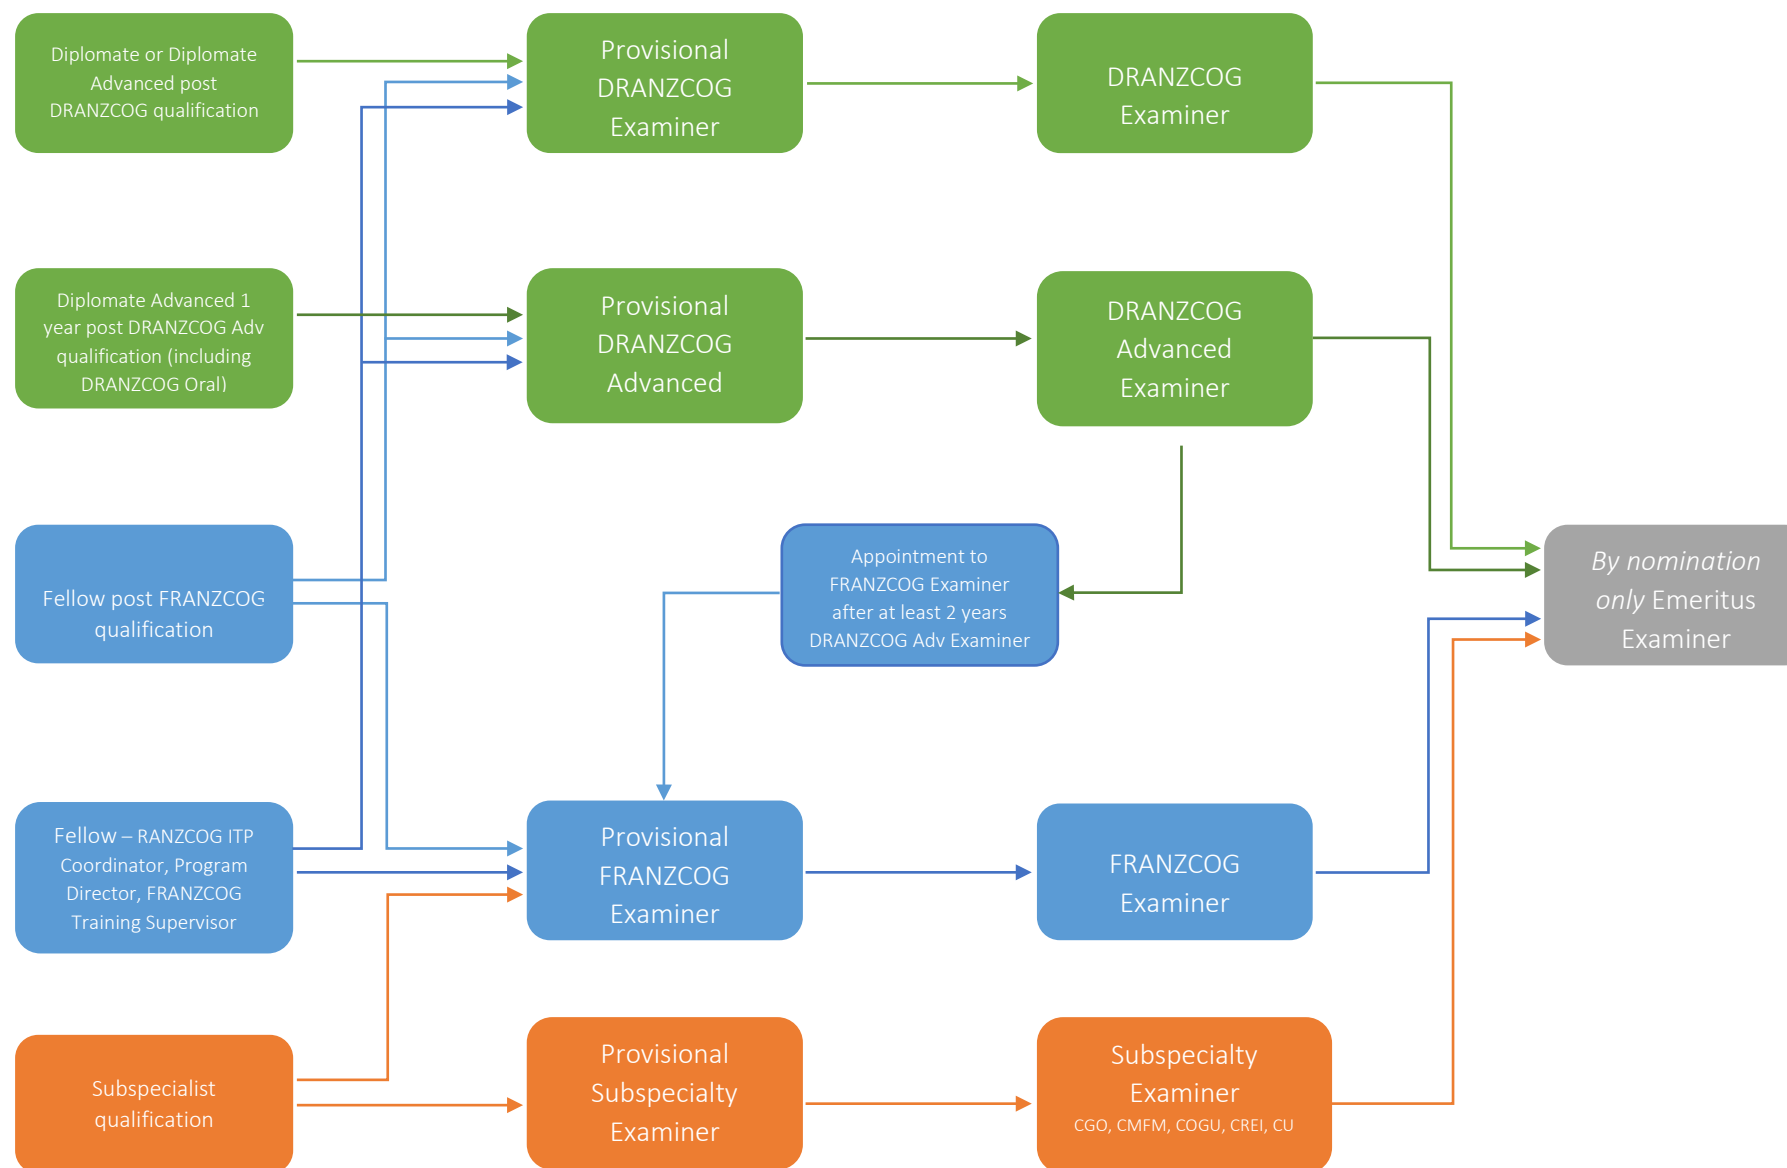 Diplomate or Diplomate
Advanced post
DRANZCOG qualification
Provisional
DRANZCOG
Examiner
DRANZCOG
Examiner
Diplomate Advanced 1
year post DRANZCOG Adv
qualification (including
DRANZCOG Oral)
Provisional
DRANZCOG
Advanced
DRANZCOG
Advanced
Examiner
Fellow post FRANZCOG
qualification
Appointment to
FRANZCOG Examiner
after at least 2 years
DRANZCOG Adv Examiner
By nomination
only Emeritus
Examiner
Fellow – RANZCOG ITP
Coordinator, Program
Director, FRANZCOG
Training Supervisor
Provisional
FRANZCOG
Examiner
FRANZCOG
Examiner
Subspecialist
qualification
Provisional
Subspecialty
Examiner
Subspecialty
Examiner
CGO, CMFM, COGU, CREI, CU